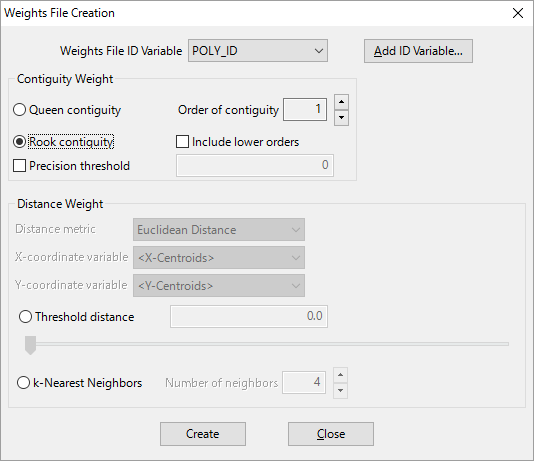 Weights File Creation
Weights File ID Variable POLY_ID Add ID Variable...
Contiguity Weight
Queen contiguity Order of contiguity 1
Rook contiguity Include lower orders
Precision threshold 0
Distance Weight
Distance metric Euclidean Distance
X-coordinate variable <X-Centroids>
Y-coordinate variable <Y-Centroids>
Threshold distance 0.0
k-Nearest Neighbors Number of neighbors 4
Create Close